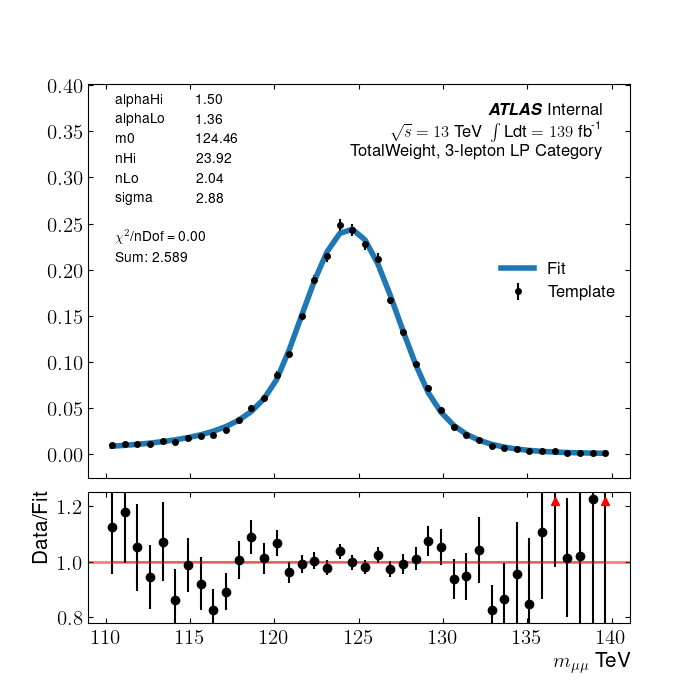 0.40
0.35
0.30
0.25
0.20
0.15
0.10
0.05
0.00
alphaHi 1.50
alphaLo 1.36
m0 124.46
nHi 23.92
nLo 2.04
sigma 2.88
χ²/nDof = 0.00
Sum: 2.589
ATLAS Internal
√s = 13 TeV ∫ Ldt = 139 fb⁻¹
TotalWeight, 3-lepton LP Category
Fit
Template
Data/Fit
1.2
1.0
0.8
110 115 120 125 130 135 140
m_μμ TeV